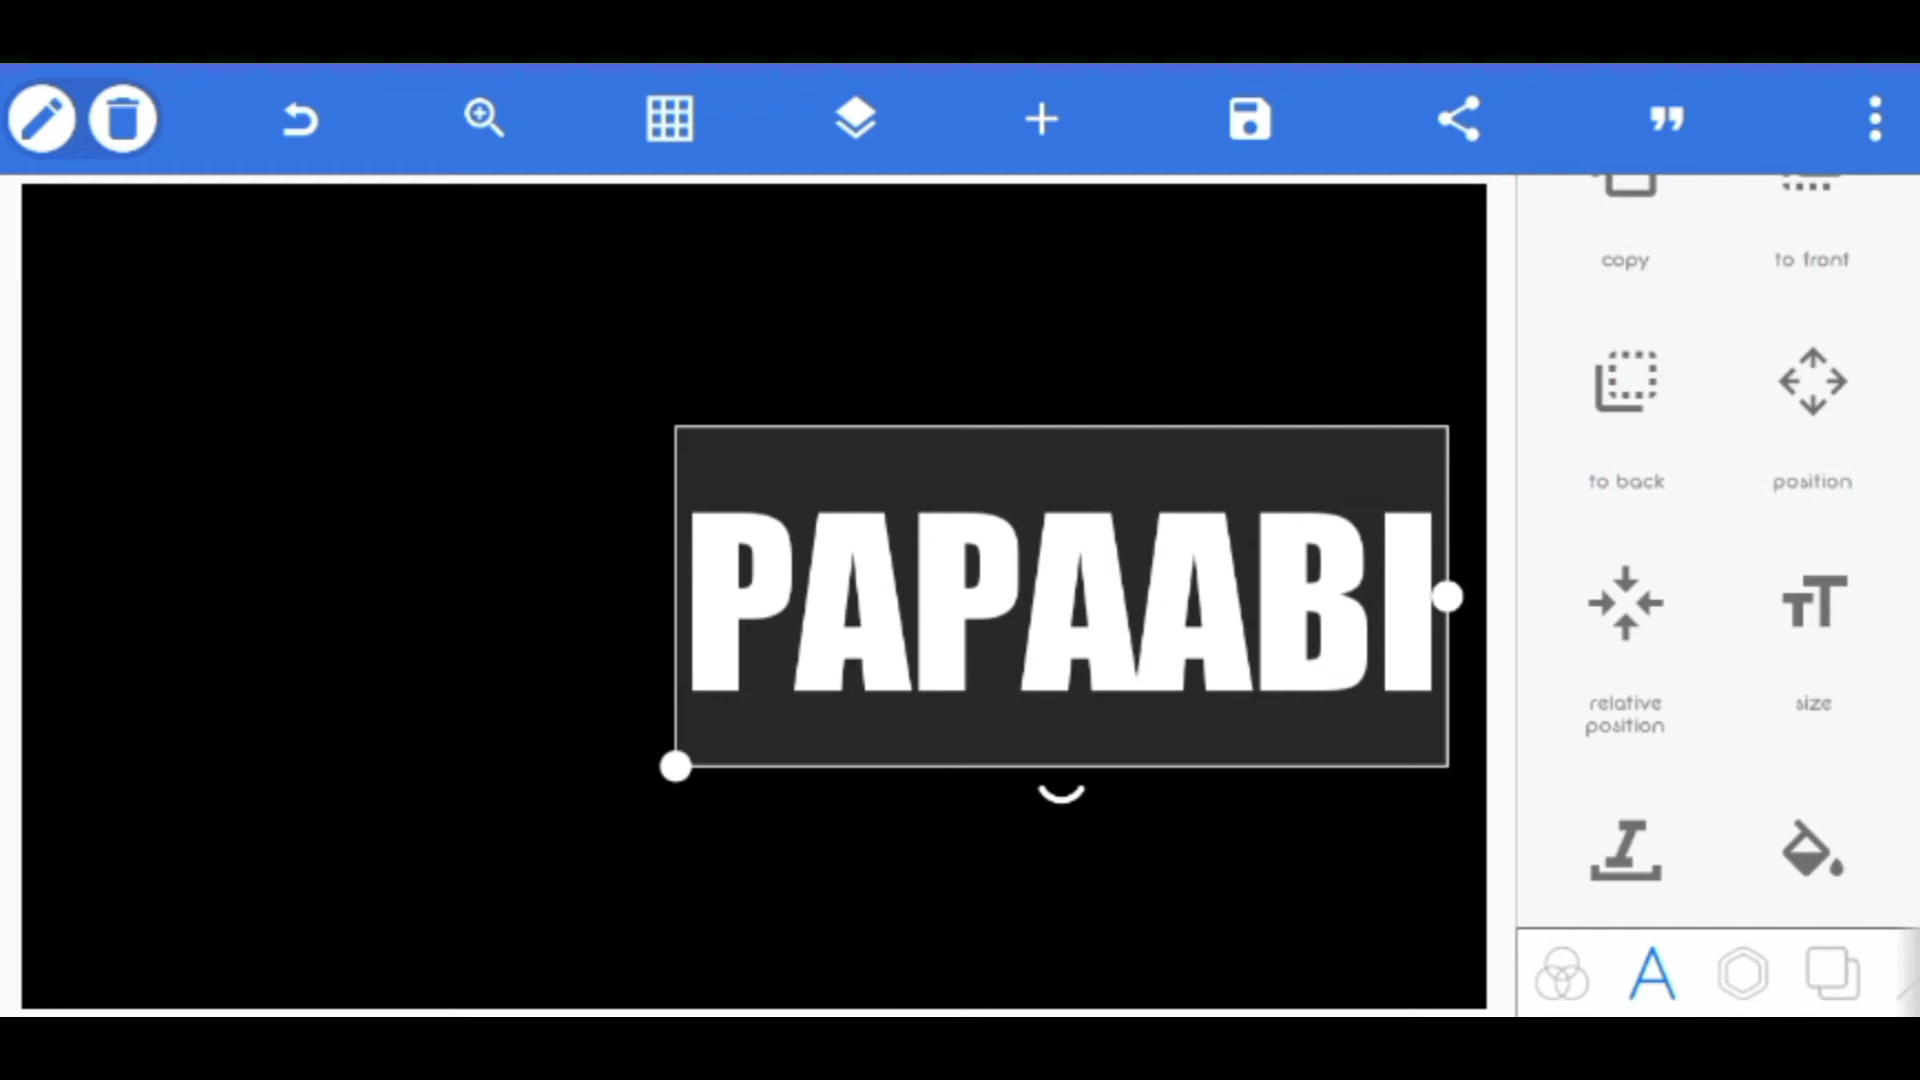 copy
to front
PAPAABI
to back
position
relative
position
size